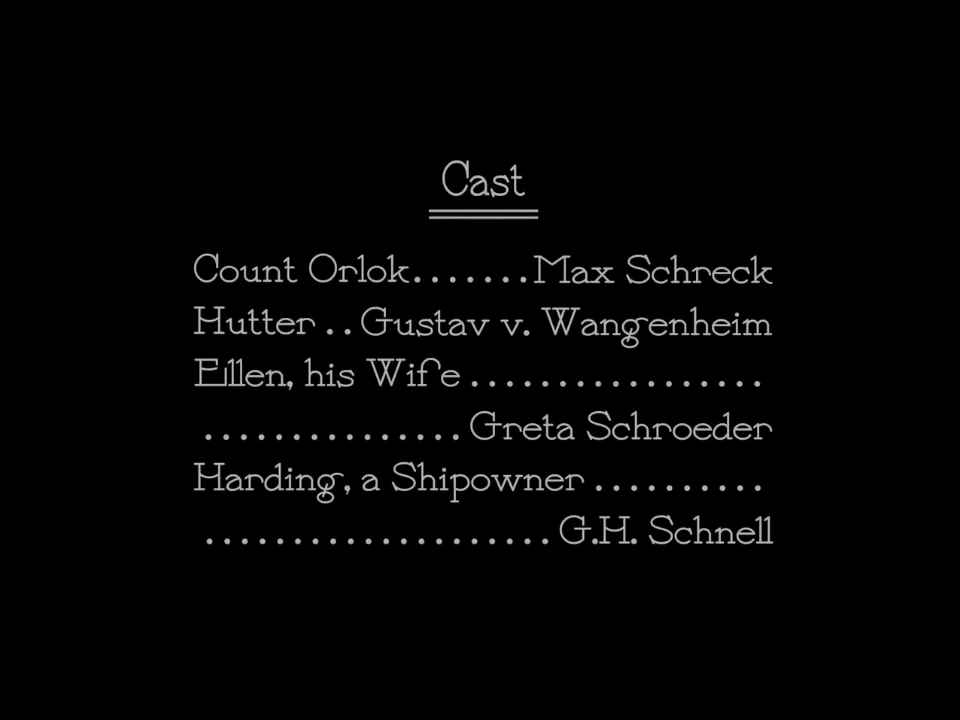 Cast
Count Orlok.......Max Schreck
Hutter . . Gustav v. Wangenheim
Ellen, his Wife . . . . . . . . . . . . . . . . .
. . . . . . . . . . . . . . . Greta Schroeder
Harding, a Shipowner . . . . . . . . . .
. . . . . . . . . . . . . . . . . . . . G.H. Schnell